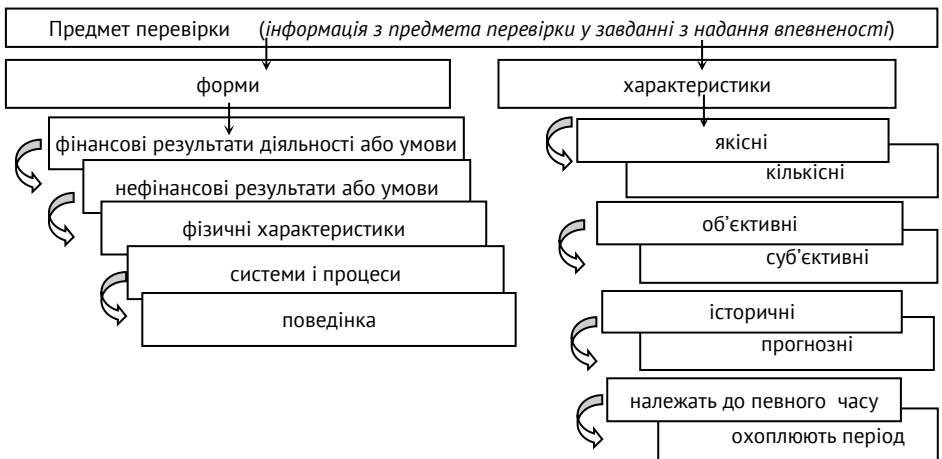 Предмет перевірки (інформація з предмета перевірки у завданні з надання впевненості)
форми
фінансові результати діяльності або умови
нефінансові результати або умови
фізичні характеристики
системи і процеси
поведінка
характеристики
якісні
кількісні
об’єктивні
суб’єктивні
історичні
прогнозні
належать до певного часу
охоплюють період